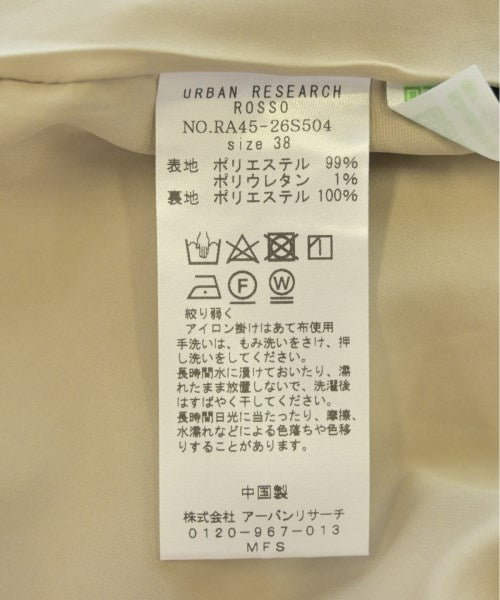 URBAN RESEARCH
ROSSO
NO.RA45-26S504
size 38
表地 ポリエステル 99%
ポリウレタン 1%
裏地 ポリエステル 100%
F W
絞り弱く
アイロン掛けはあて布使用
手洗いは、もみ洗いをさけ、押
し洗いをしてください。
長時間水に漬けておいたり、濡
れたまま放置しないで、洗濯後
はすばやく干してください。
長時間日光に当たったり、摩擦、
水濡れなどによる色落ちや色移
りすることがあります。
中国製
株式会社 アーバンリサーチ
0120-967-013
MFS